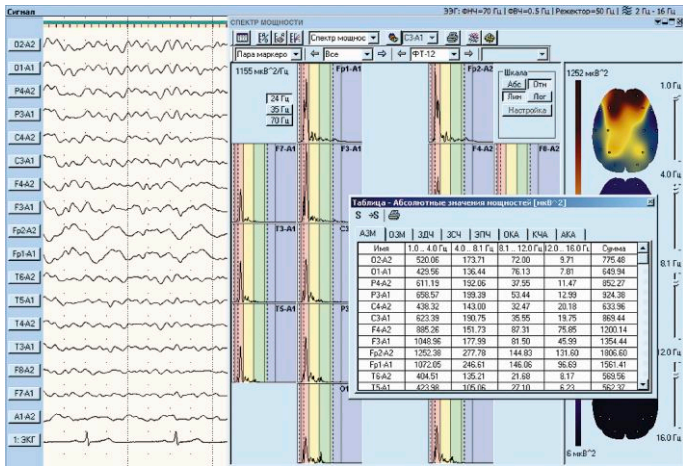 Сигнал
ЭЭГ: ФНЧ=70 Гц | ФВЧ=0.5 Гц | Режектор=50 Гц | 2 Гц - 16 Гц
СПЕКТР МОЩНОСТИ
Спектр мощнос
C3-A1
Пара маркеро
Все
ФТ-12
O2-A2
O1-A1
P4-A2
P3-A1
C4-A2
C3-A1
F4-A2
F3-A1
Fp2-A2
Fp1-A1
T6-A2
T5-A1
T4-A2
T3-A1
F8-A2
F7-A1
A1-A2
1: ЭКГ
1155 мкВ^2/Гц
24 Гц
35 Гц
70 Гц
Fp1-A1
Fp2-A2
F7-A1
F3-A1
F4-A2
F8-A2
T3-A1
T5-A1
Шкала
Абс
Отн
Лин
Лог
Настройка
1252 мкВ^2
1.0 Гц
4.0 Гц
8.1 Гц
12.0 Гц
16.0 Гц
6 мкВ^2
Таблица - Абсолютные значения мощностей [мкВ^2]
S →S
АЗМ ОЗМ ЗДЧ ЗСЧ ЭПЧ ОКА КЧА АКА
Имя 1.0 .. 4.0 Гц 4.0 .. 8.1 Гц 8.1 .. 12.0 Гц 12.0 .. 16.0 Гц Сумма
O2-A2 520.06 173.71 72.00 9.71 775.48
O1-A1 429.56 136.44 76.13 7.81 649.94
P4-A2 611.19 192.06 37.55 11.47 852.27
P3-A1 658.57 199.39 53.44 12.99 924.38
C4-A2 438.32 143.00 32.47 20.18 633.96
C3-A1 623.39 190.75 35.55 19.75 869.44
F4-A2 885.26 151.73 87.31 75.85 1200.14
F3-A1 1048.96 177.99 81.50 45.99 1354.44
Fp2-A2 1252.38 277.78 144.83 131.60 1806.60
Fp1-A1 1072.05 246.61 146.06 96.69 1561.41
T6-A2 404.51 135.21 21.68 8.17 569.56
T5-A1 423.98 105.06 27.10 6.23 562.37